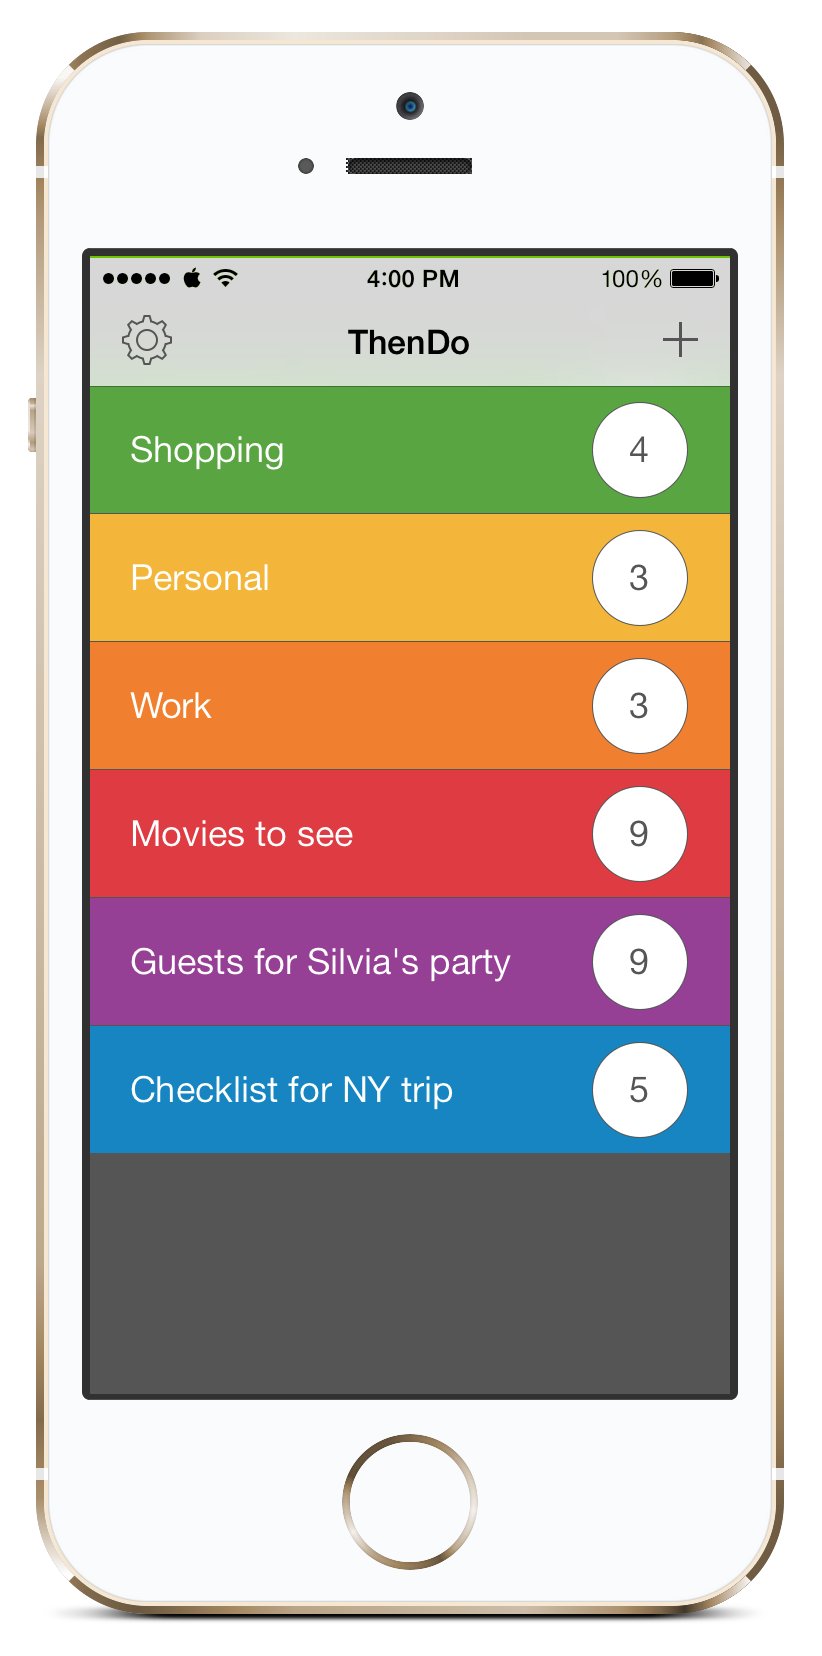 4:00 PM 100%
ThenDo
Shopping 4
Personal 3
Work 3
Movies to see 9
Guests for Silvia's party 9
Checklist for NY trip 5